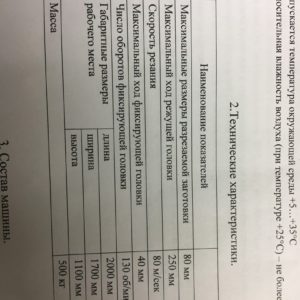 пускается температура окружающей среды +5…+35°С
носительная влажность воздуха (при температуре +25°С) – не более
2.Технические характеристики.
Наименование показателей
Максимальные размеры разрезаемой заготовки 80 мм
Максимальный ход режущей головки 250 мм
Скорость резания 80 м/сек
Максимальный ход фиксирующей головки 40 мм
Число оборотов фиксирующей головки 130 об/мин
Габаритные размеры длина 2000 мм
рабочего места ширина 1700 мм
высота 1100 мм
Масса 500 кг
3. Состав машины.